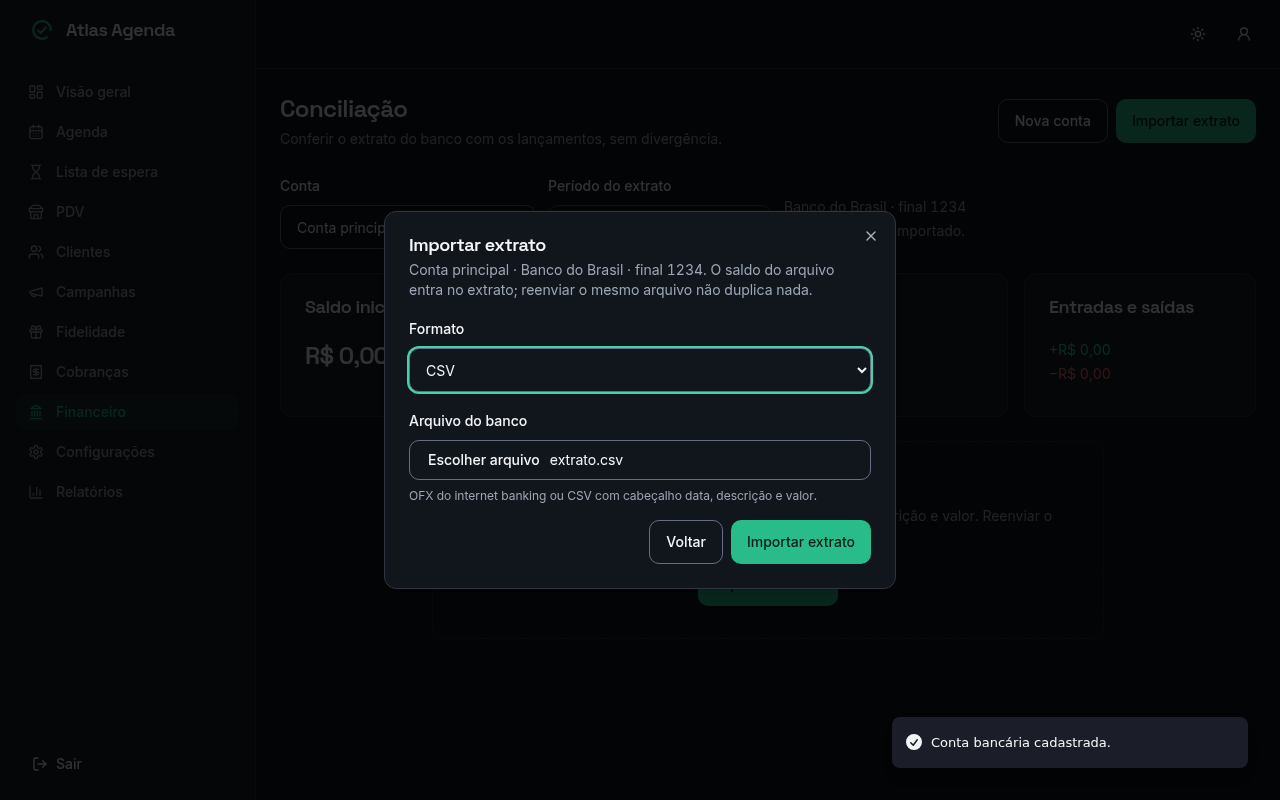 Atlas Agenda
Visão geral
Agenda
Lista de espera
PDV
Clientes
Campanhas
Fidelidade
Cobranças
Financeiro
Configurações
Relatórios
Sair
Conciliação
Conferir o extrato do banco com os lançamentos, sem divergência.
Nova conta
Importar extrato
Conta
Período do extrato
Conta princip
Banco do Brasil · final 1234
mportado.
Saldo inic
R$ 0,00
Entradas e saídas
+R$ 0,00
−R$ 0,00
rição e valor. Reenviar o
Importar extrato
Conta principal · Banco do Brasil · final 1234. O saldo do arquivo
entra no extrato; reenviar o mesmo arquivo não duplica nada.
Formato
CSV
Arquivo do banco
Escolher arquivo extrato.csv
OFX do internet banking ou CSV com cabeçalho data, descrição e valor.
Voltar
Importar extrato
Conta bancária cadastrada.